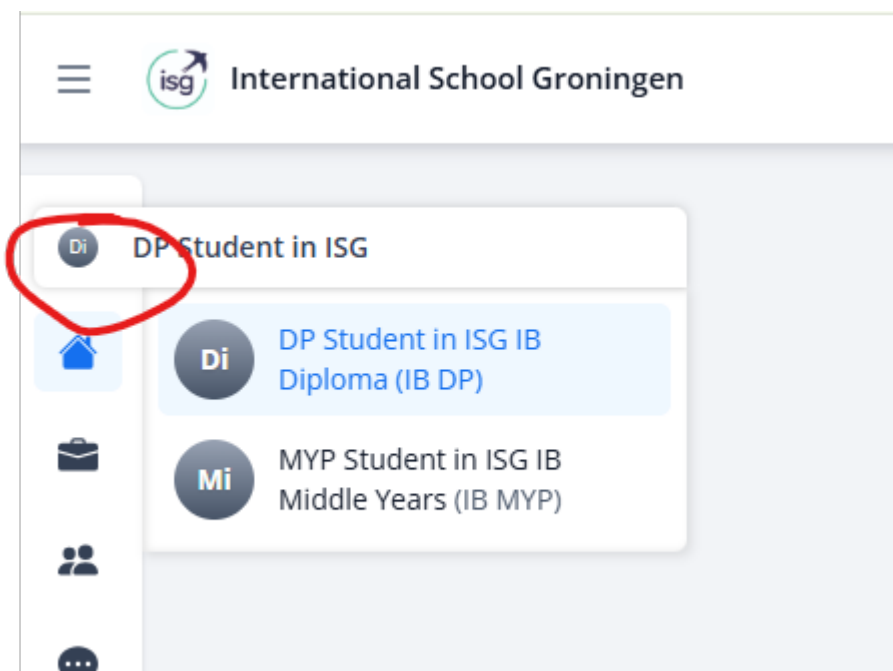 isg International School Groningen
Di DP Student in ISG
Di DP Student in ISG IB
Diploma (IB DP)
Mi MYP Student in ISG IB
Middle Years (IB MYP)